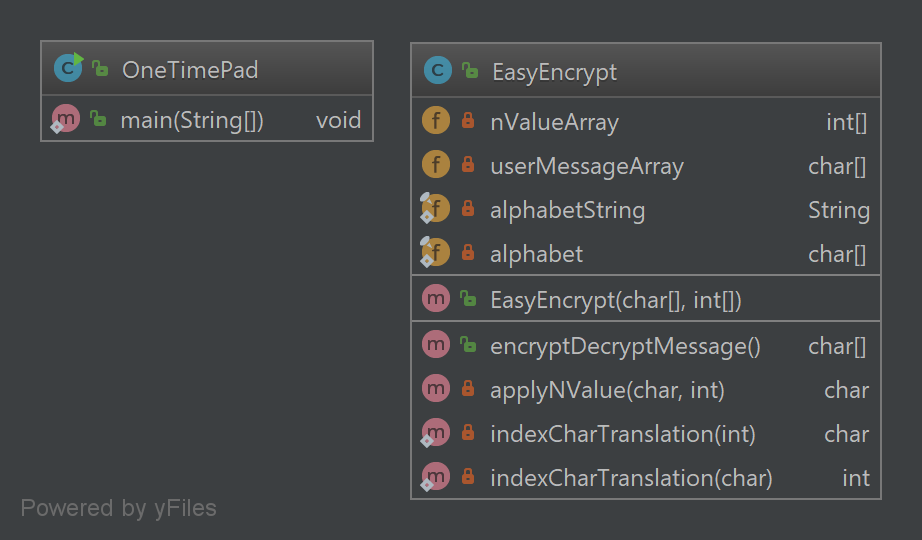 OneTimePad
main(String[]) void
EasyEncrypt
nValueArray int[]
userMessageArray char[]
alphabetString String
alphabet char[]
EasyEncrypt(char[], int[])
encryptDecryptMessage() char[]
applyNValue(char, int) char
indexCharTranslation(int) char
indexCharTranslation(char) int
Powered by yFiles